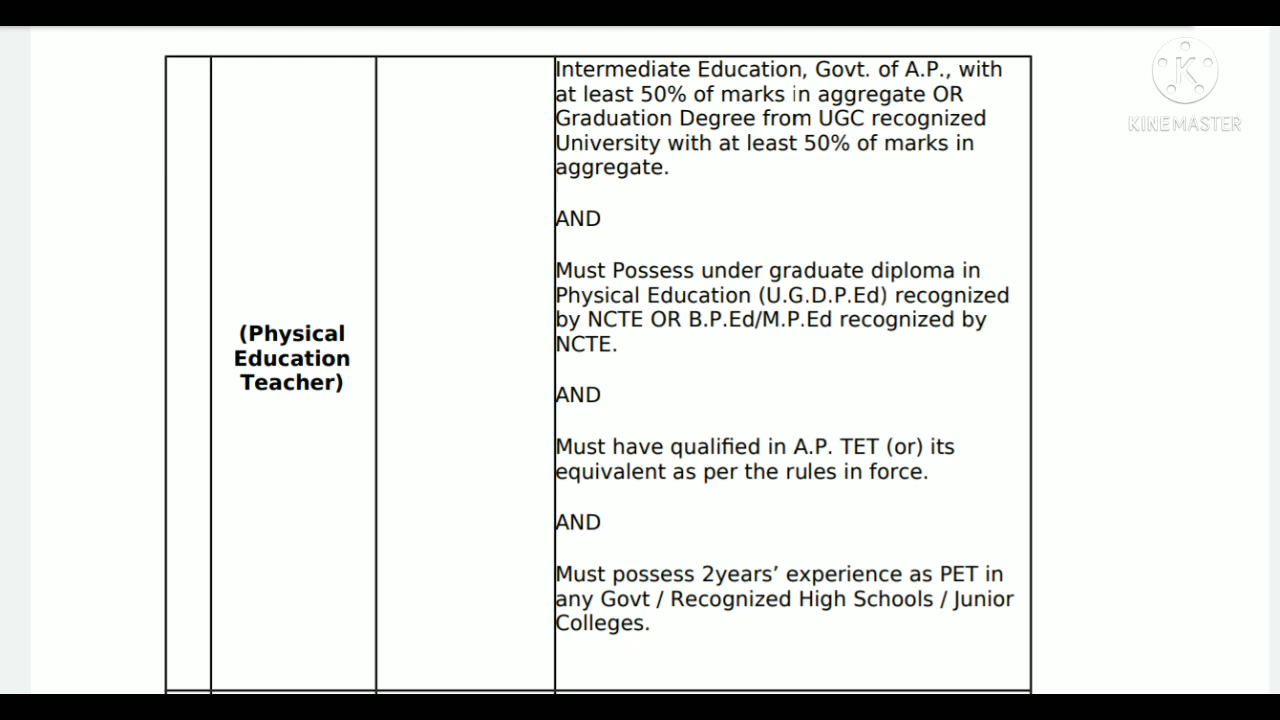 Intermediate Education, Govt. of A.P., with
at least 50% of marks in aggregate OR
Graduation Degree from UGC recognized
University with at least 50% of marks in
aggregate.
AND
Must Possess under graduate diploma in
Physical Education (U.G.D.P.Ed) recognized
by NCTE OR B.P.Ed/M.P.Ed recognized by
NCTE.
AND
Must have qualified in A.P. TET (or) its
equivalent as per the rules in force.
AND
Must possess 2years’ experience as PET in
any Govt / Recognized High Schools / Junior
Colleges.
(Physical
Education
Teacher)
K
KINEMASTER